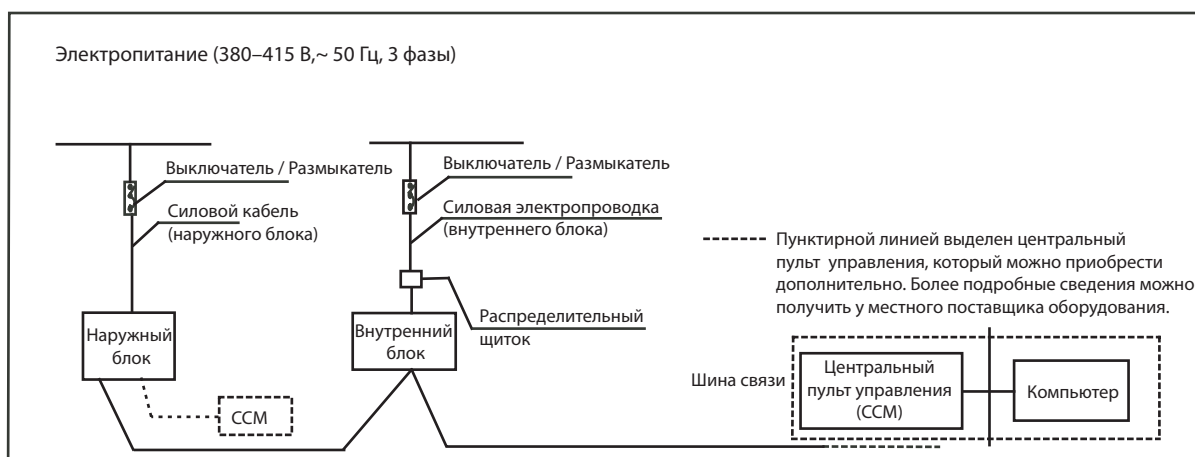 Электропитание (380–415 В,~ 50 Гц, 3 фазы)
Выключатель / Размыкатель
Силовой кабель
(наружного блока)
Выключатель / Размыкатель
Силовая электропроводка
(внутреннего блока)
Пунктирной линией выделен центральный
пульт управления, который можно приобрести
дополнительно. Более подробные сведения можно
получить у местного поставщика оборудования.
Наружный
блок
Внутренний
блок
Распределительный
щиток
CCM
Шина связи
Центральный
пульт управления
(CCM)
Компьютер